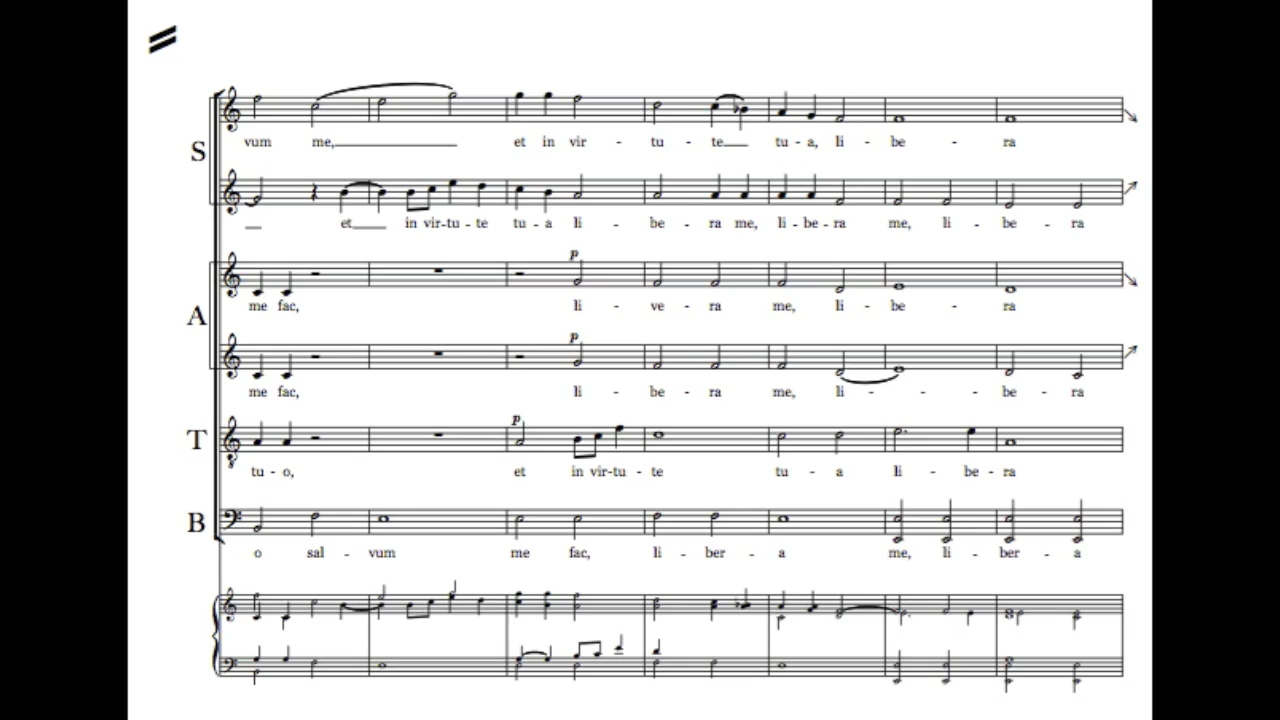 S
vum me, et in vir - tu - te tu - a, li - be - ra
et in vir-tu - te tu - a li - be - ra me, li - be - ra me, li - be - ra
A
p
me fac, li - ve - ra me, li - be - ra
p
me fac, li - be - ra me, li - - - be - ra
T
p
tu - o, et in vir-tu - te tu - a li - be - ra
B
o sal - vum me fac, li - ber - a me, li - ber - a